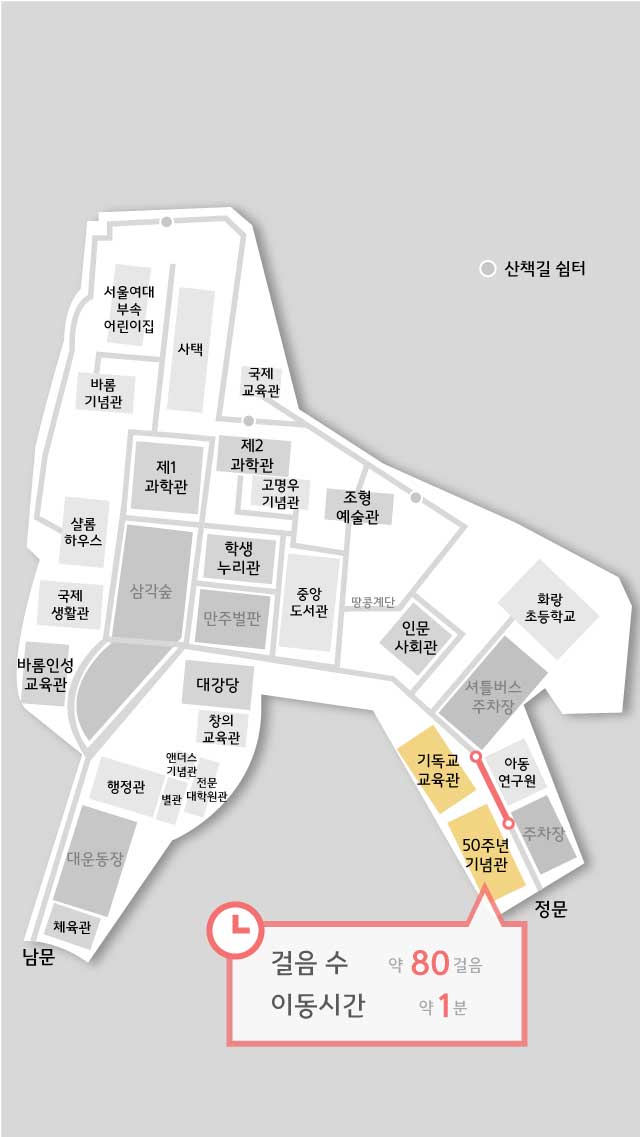 산책길 쉼터
서울여대
부속
어린이집
사택
국제
교육관
바롬
기념관
제2
과학관
제1
과학관
고명우
기념관
조형
예술관
샬롬
하우스
학생
누리관
삼각숲
중앙
도서관
땅콩계단
화랑
초등학교
국제
생활관
만주벌판
인문
사회관
바롬인성
교육관
대강당
셔틀버스
주차장
창의
교육관
앤더스
기념관
기독교
교육관
아동
연구원
행정관
별관
전문
대학원관
50주년
기념관
주차장
대운동장
체육관
정문
남문
걸음 수 약 80 걸음
이동시간 약 1 분